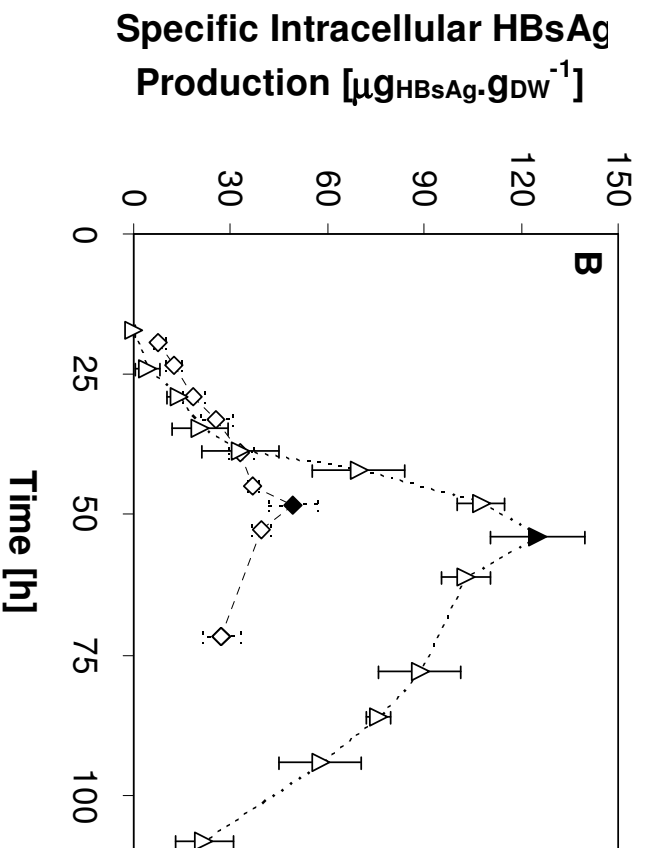 Specific Intracellular HBsAg
Production [µgHBsAg.gDW-1]
150
120
90
60
30
0
B
0
25
50
75
100
Time [h]